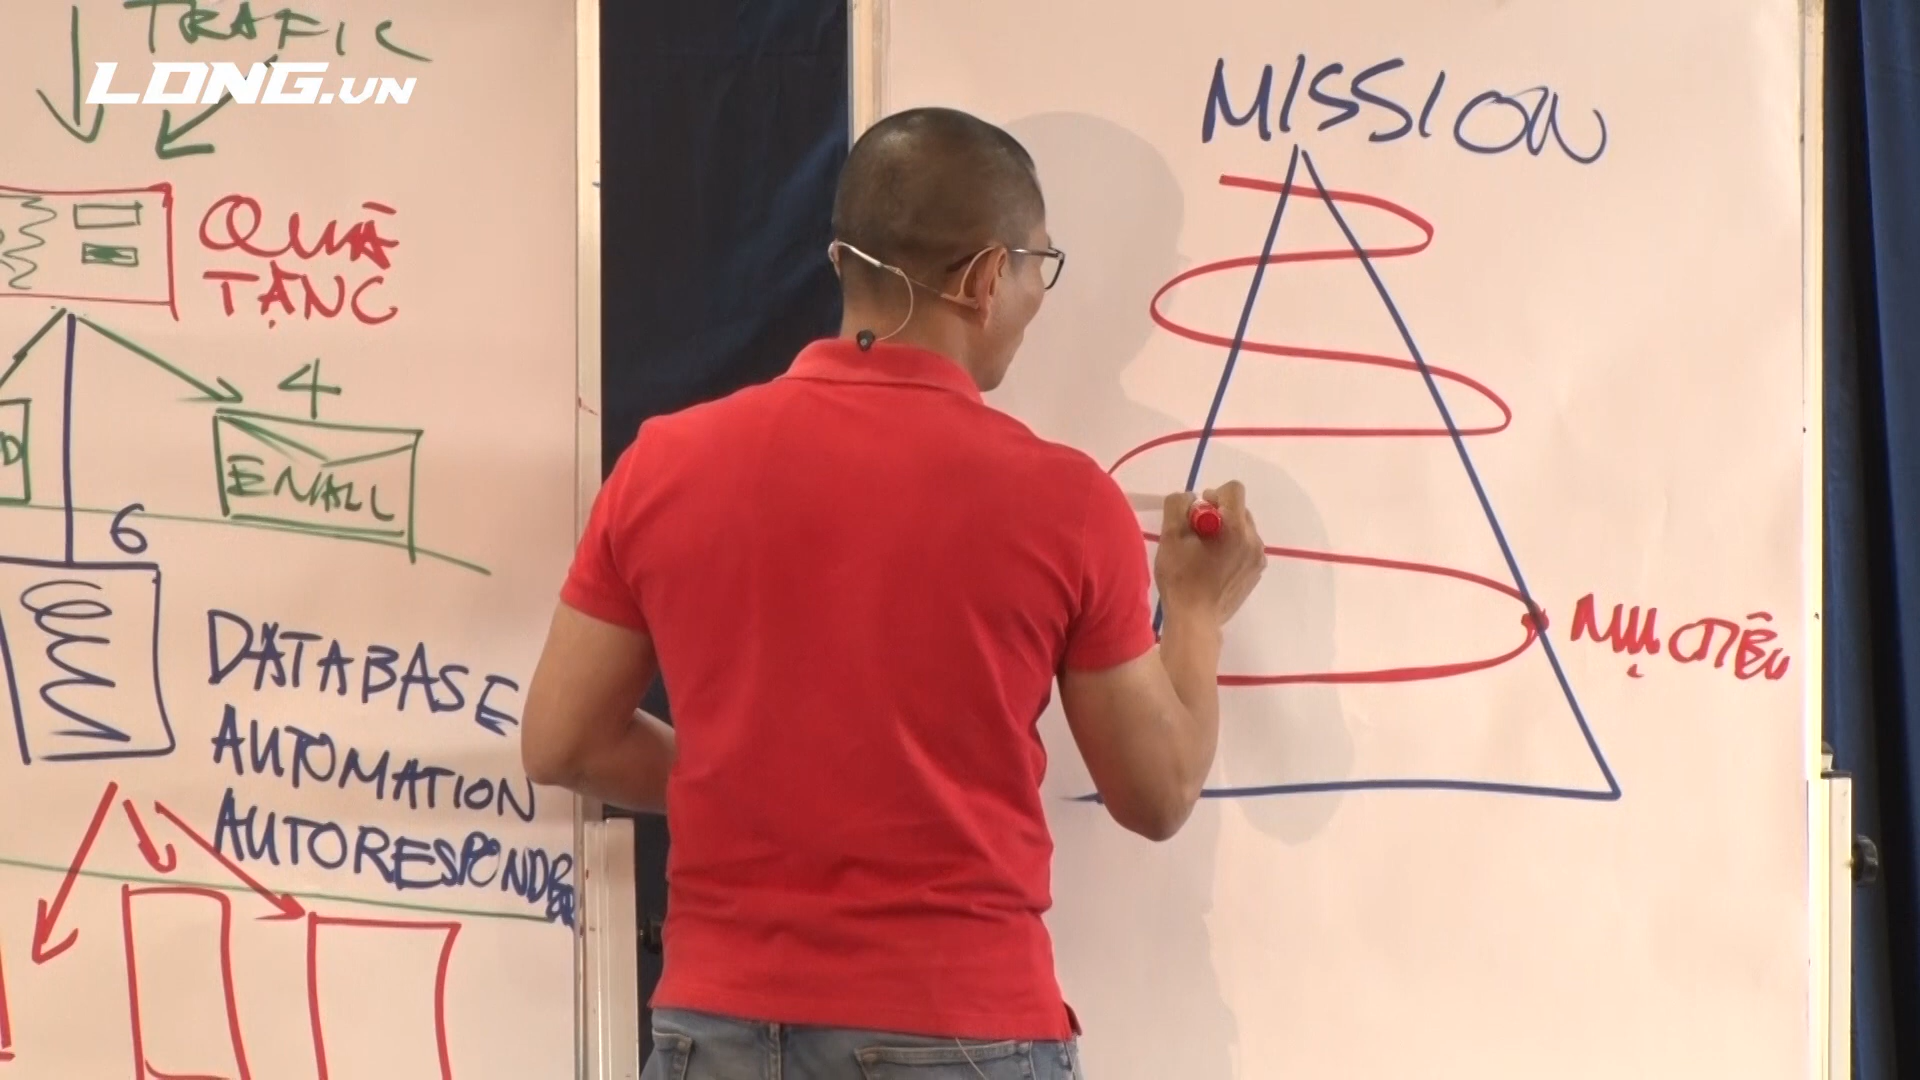 TRAFIC
LONG.VN
QUÀ
TẶNG
4
EMAIL
6
DATABASE
AUTOMATION
AUTORESPONDER
MISSION
MỤC TIÊU